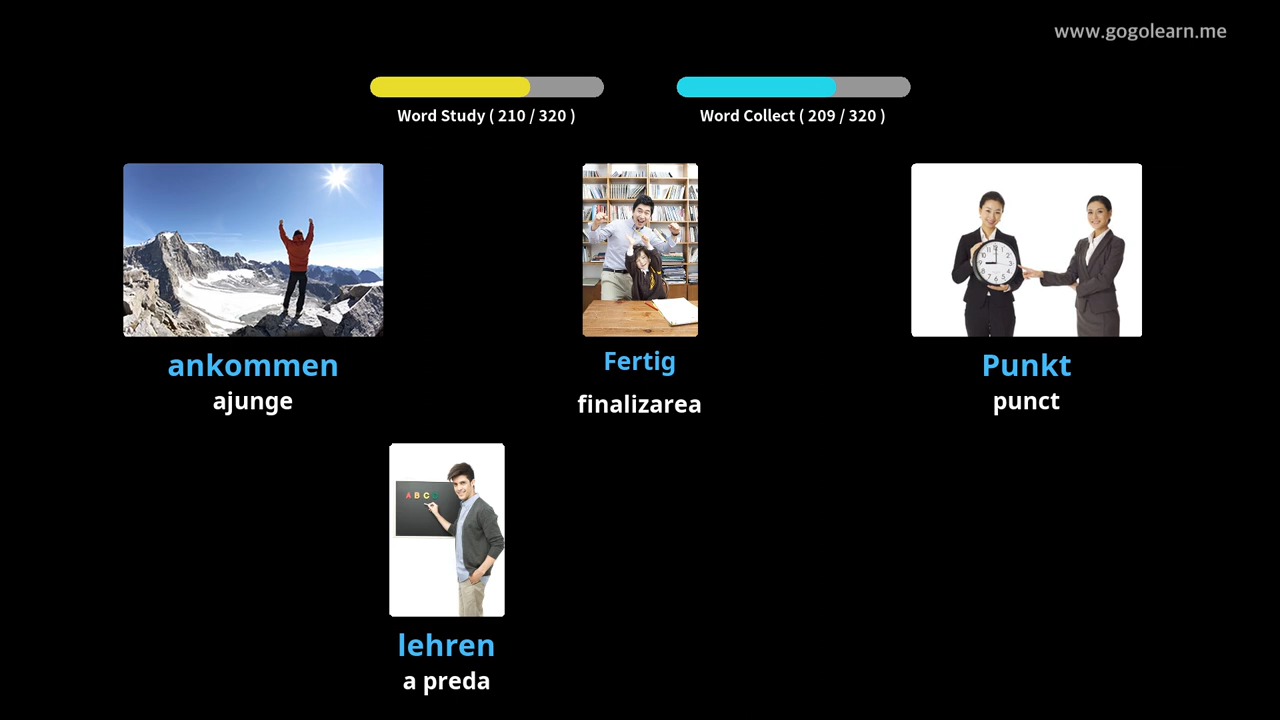 www.gogolearn.me
Word Study ( 210 / 320 )
Word Collect ( 209 / 320 )
ankommen
ajunge
Fertig
finalizarea
Punkt
punct
A B C D
lehren
a preda